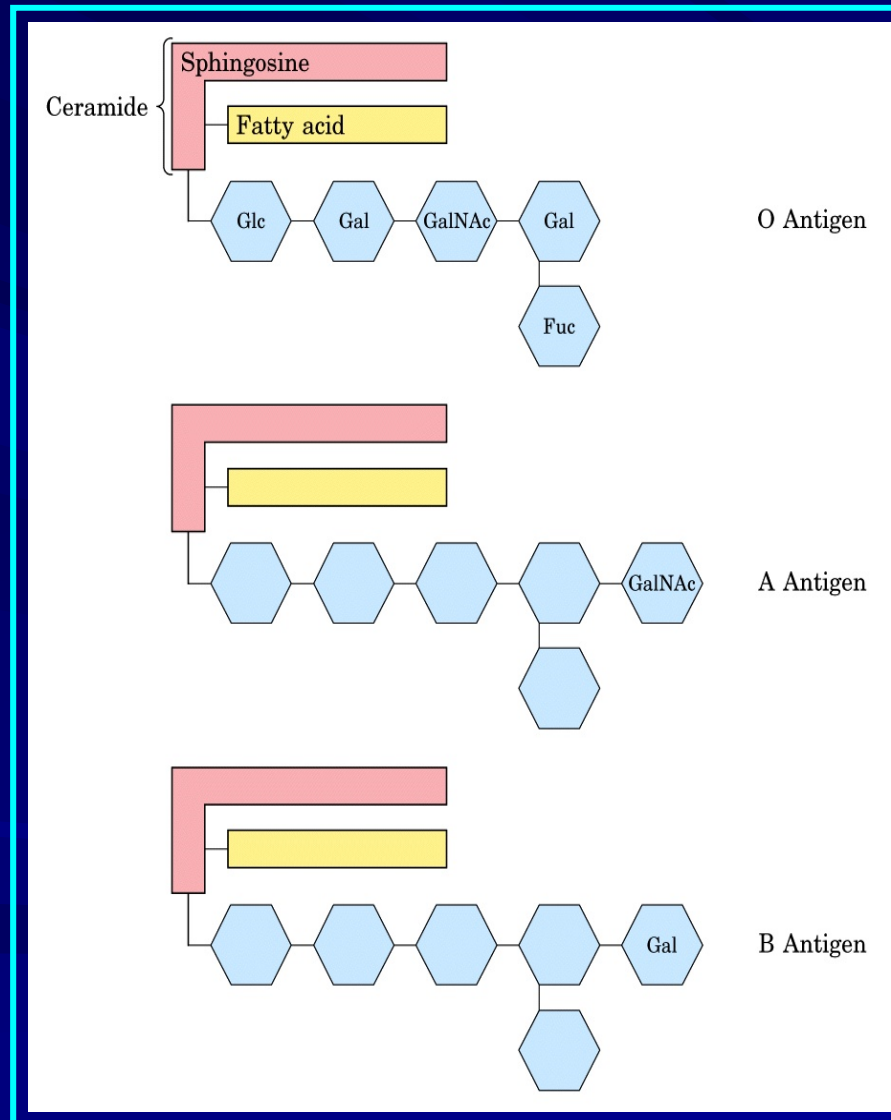 Sphingosine
Ceramide
Fatty acid
Glc Gal GalNAc Gal O Antigen
Fuc
GalNAc A Antigen
Gal B Antigen